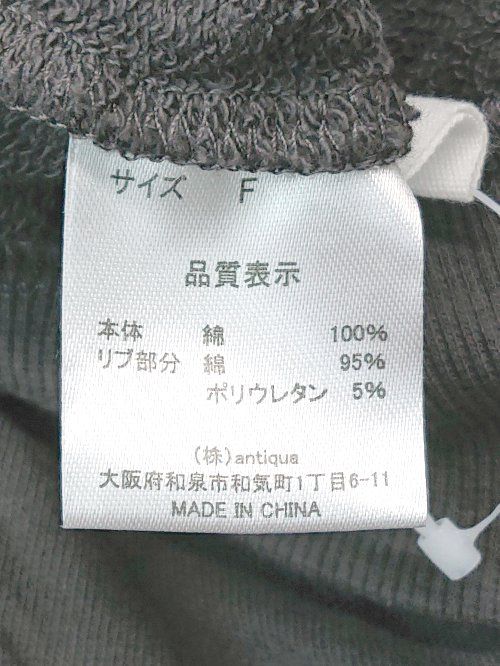 サイズ F
品質表示
本体 綿 100%
リブ部分 綿 95%
ポリウレタン 5%
(株)antiqua
大阪府和泉市和気町1丁目6-11
MADE IN CHINA